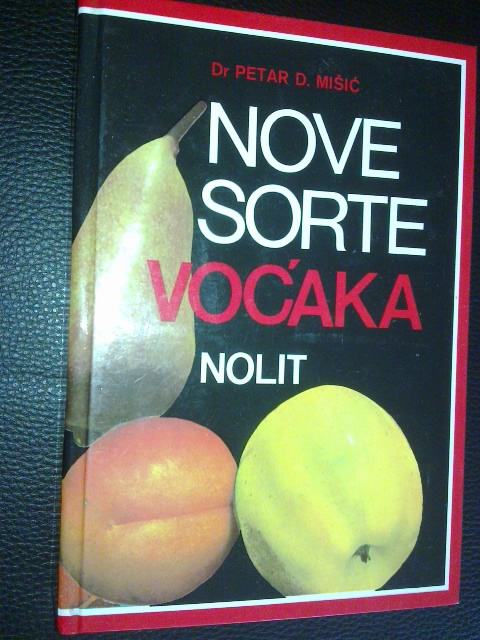 Dr PETAR D. MIŠIĆ
NOVE
SORTE
VOĆAKA
NOLIT